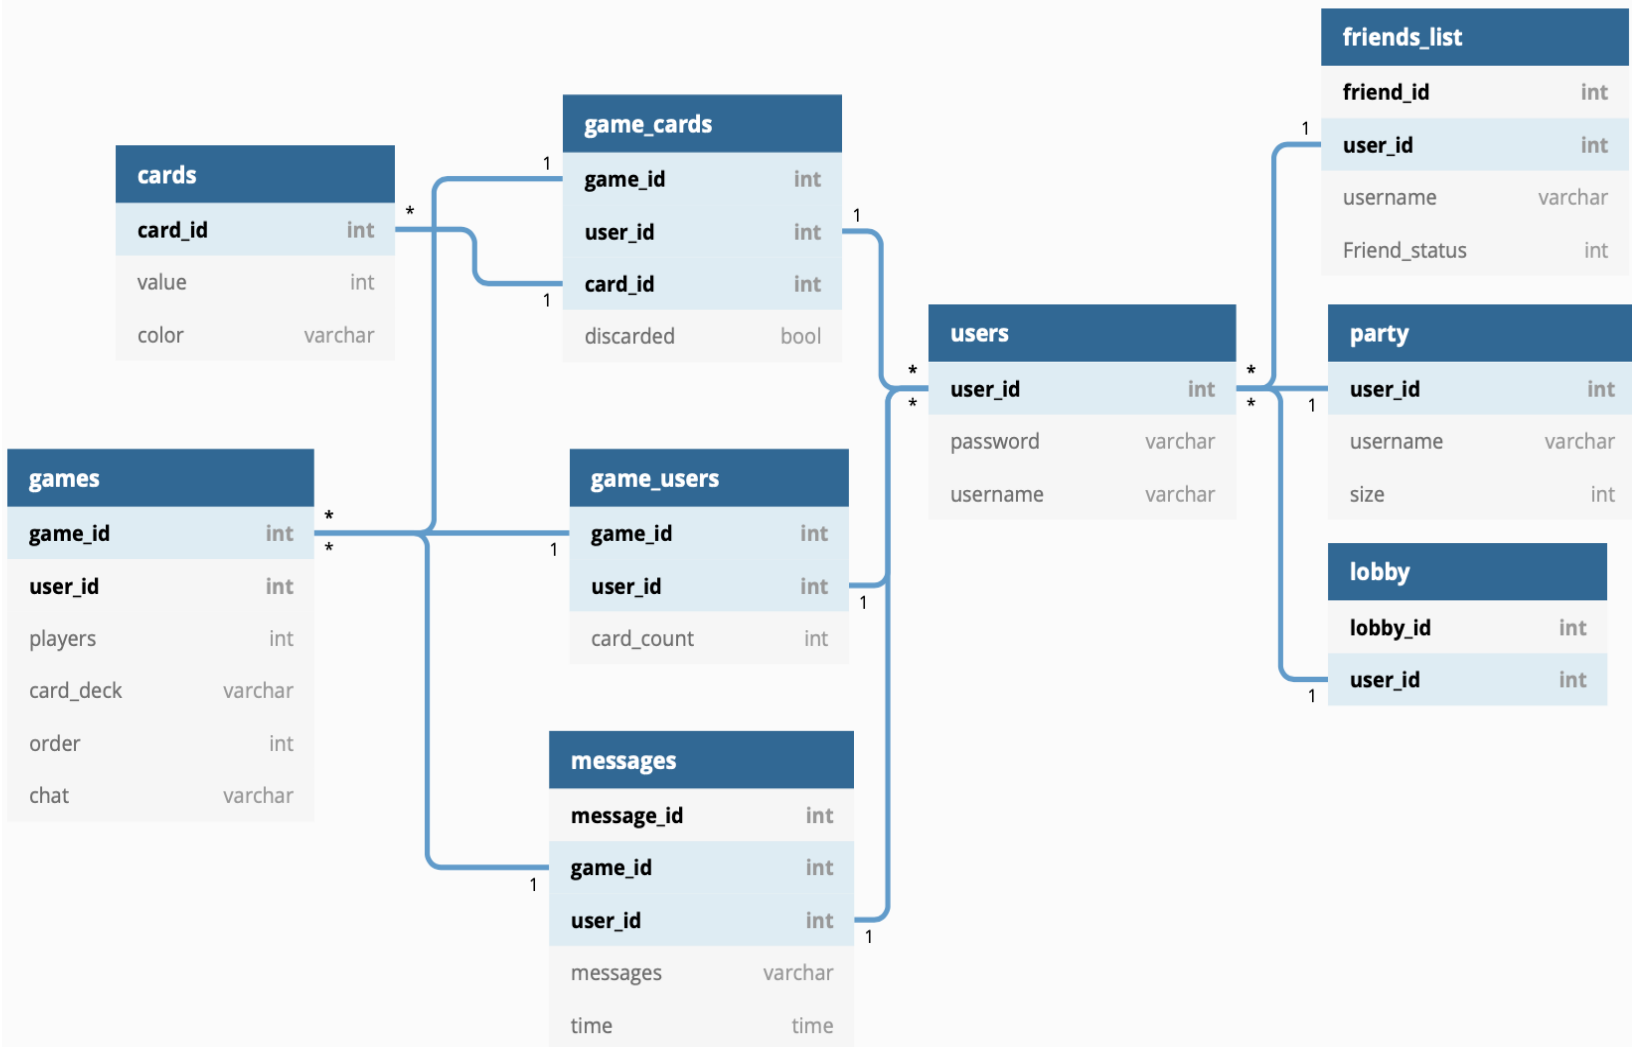 friends_list
friend_id int
1
user_id int
username varchar
Friend_status int
game_cards
1
game_id int
1
user_id int
card_id int
1
discarded bool
cards
*
card_id int
value int
color varchar
users
* *
user_id int
* * 1
password varchar
username varchar
party
user_id int
username varchar
size int
games
*
game_id int
*
user_id int
players int
card_deck varchar
order int
chat varchar
game_users
game_id int
1
user_id int
1
card_count int
lobby
lobby_id int
user_id int
1
messages
message_id int
game_id int
1
user_id int
1
messages varchar
time time